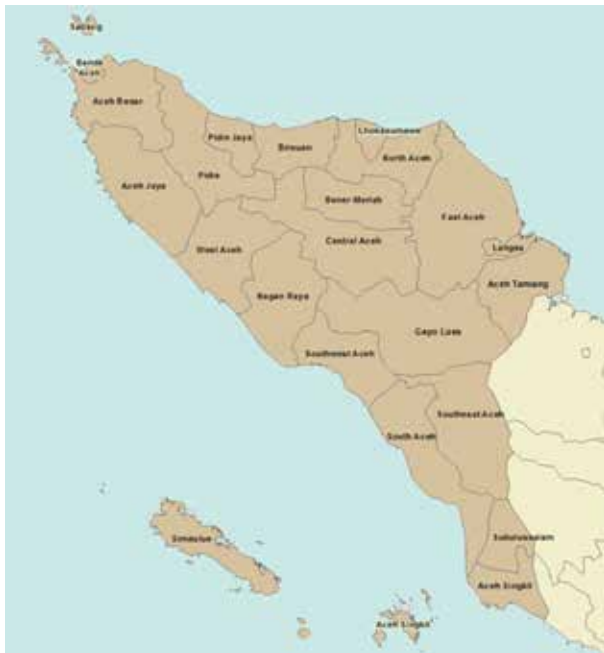 Sabang
Banda
Aceh
Aceh Besar
Lhokseumawe
Pidie Jaya
Bireuen
North Aceh
Aceh Jaya
Pidie
Bener Meriah
East Aceh
West Aceh
Central Aceh
Langsa
Nagan Raya
Aceh Tamiang
Gayo Lues
Southwest Aceh
Southeast Aceh
South Aceh
Simeulue
Subulussalam
Aceh Singkil
Aceh Singkil